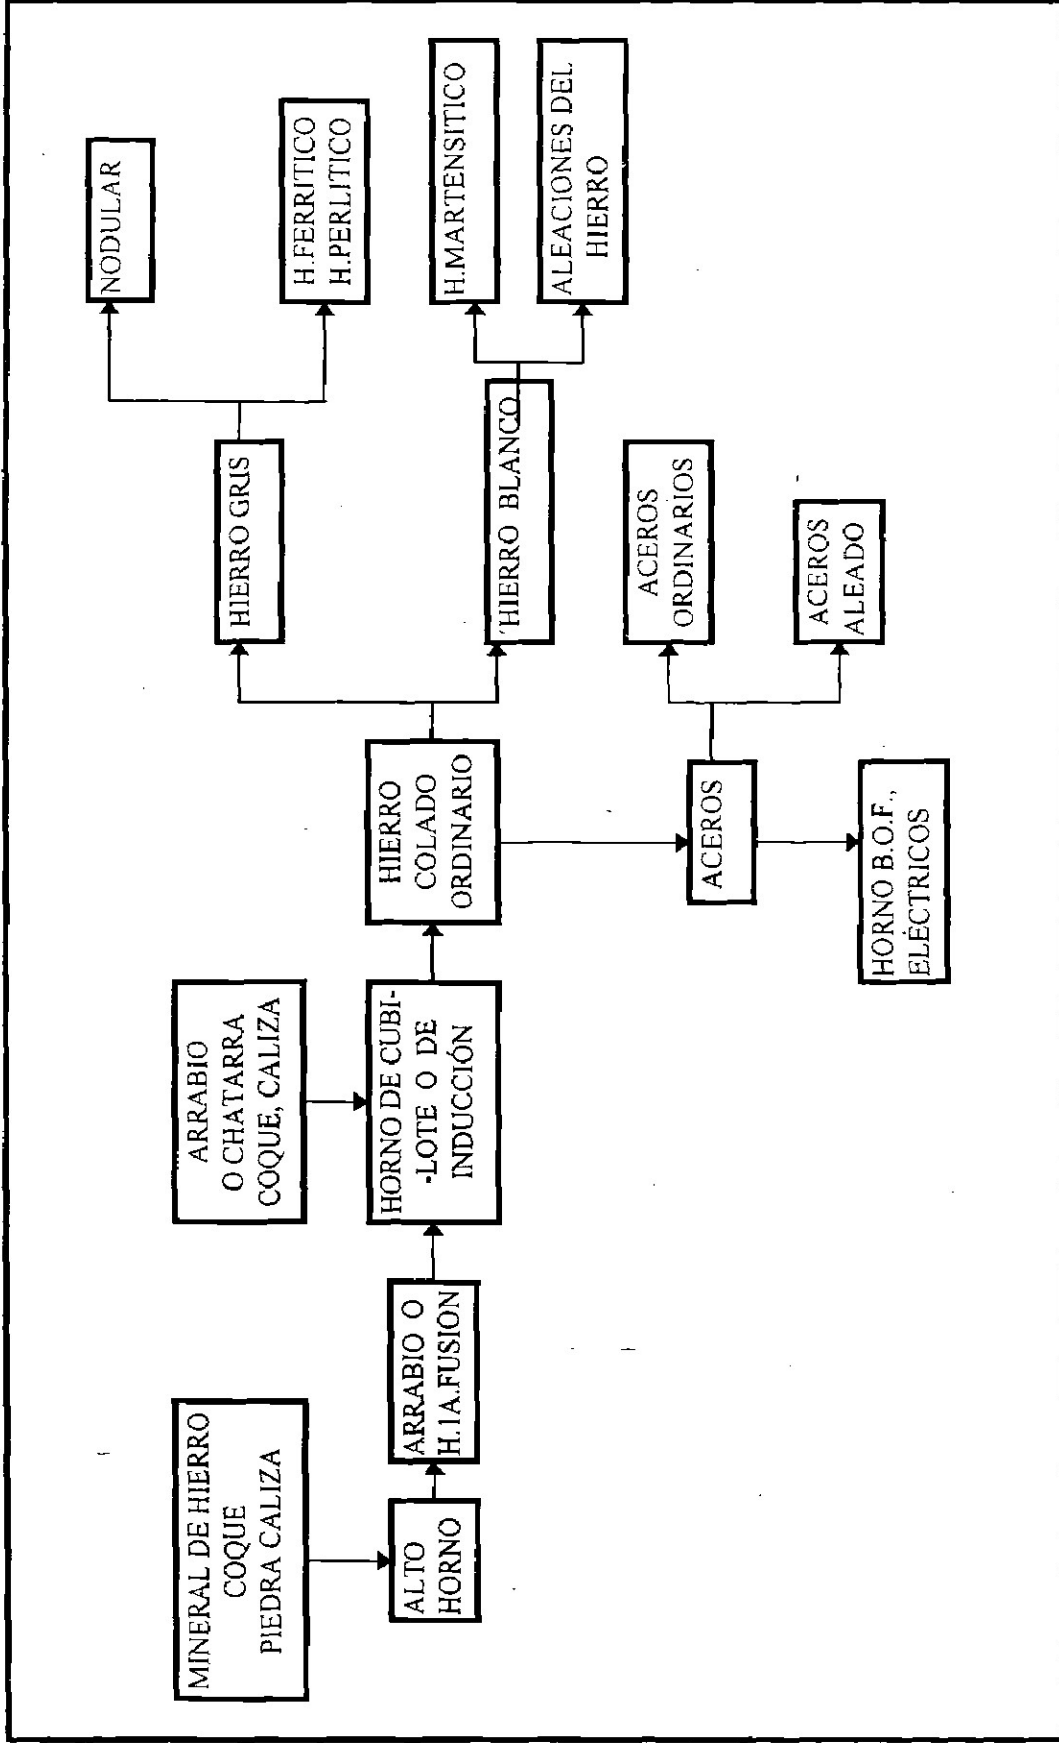 MINERAL DE HIERRO
COQUE
PIEDRA CALIZA
ALTO
HORNO
ARRABIO O
H.1A.FUSION
ARRABIO
O CHATARRA
COQUE, CALIZA
HORNO DE CUBI-
-LOTE O DE
INDUCCIÓN
HIERRO
COLADO
ORDINARIO
HIERRO GRIS
NODULAR
H.FERRITICO
H.PERLITICO
HIERRO BLANCO
H.MARTENSITICO
ALEACIONES DEL
HIERRO
ACEROS
ACEROS
ORDINARIOS
ACEROS
ALEADO
HORNO B.O.F.,
ELÉCTRICOS